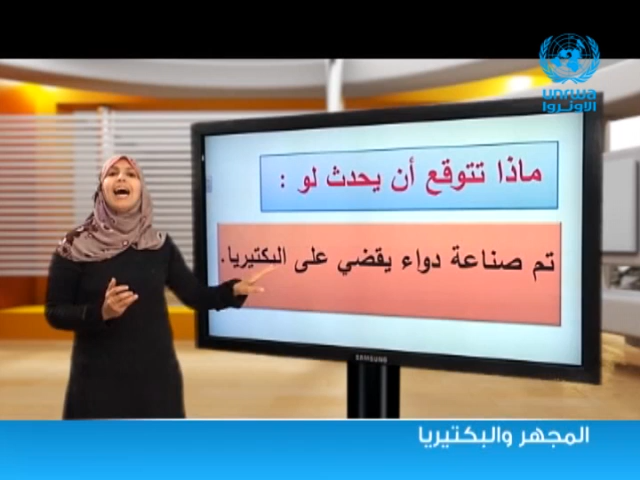 unrwa
الأونروا
ماذا تتوقع أن يحدث لو :
تم صناعة دواء يقضي على البكتيريا.
SAMSUNG
المجهر والبكتيريا